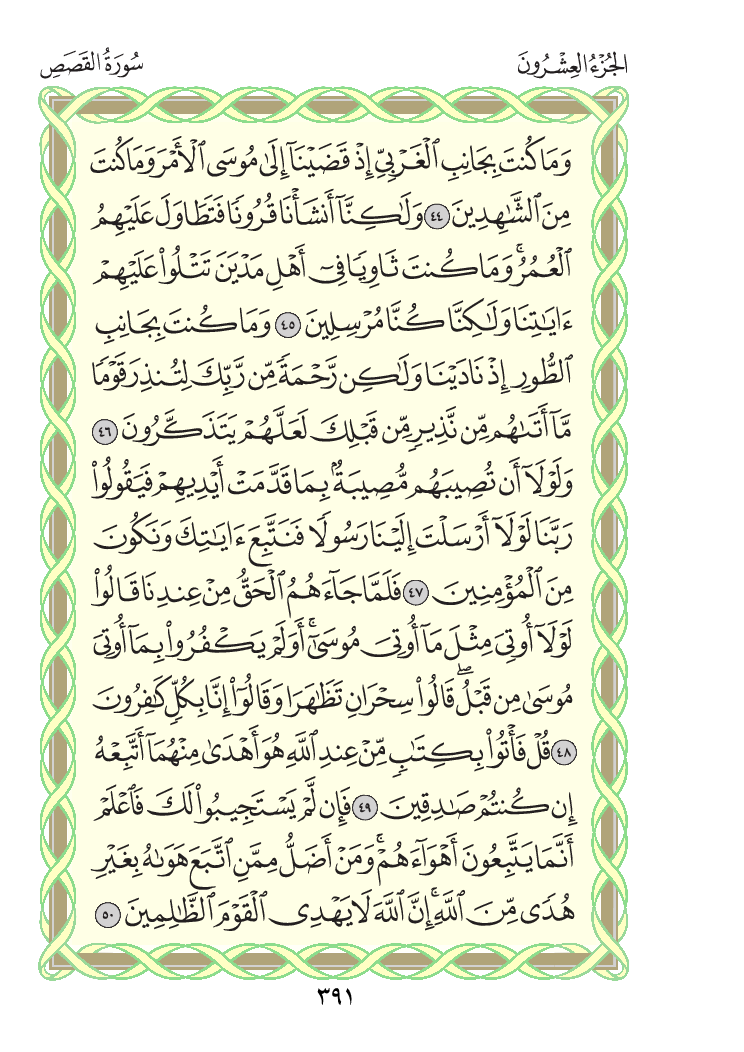 الجُزْءُ العِشْرُونَ
سُورَةُ القَصَصِ
وَمَا كُنتَ بِجَانِبِ ٱلْغَرْبِيِّ إِذْ قَضَيْنَآ إِلَىٰ مُوسَى ٱلْأَمْرَ وَمَا كُنتَ
مِنَ ٱلشَّٰهِدِينَ ٤٤ وَلَٰكِنَّآ أَنشَأْنَا قُرُونٗا فَتَطَاوَلَ عَلَيْهِمُ
ٱلْعُمُرُۚ وَمَا كُنتَ ثَاوِيٗا فِيٓ أَهْلِ مَدْيَنَ تَتْلُواْ عَلَيْهِمْ
ءَايَٰتِنَا وَلَٰكِنَّا كُنَّا مُرْسِلِينَ ٤٥ وَمَا كُنتَ بِجَانِبِ
ٱلطُّورِ إِذْ نَادَيْنَا وَلَٰكِن رَّحْمَةٗ مِّن رَّبِّكَ لِتُنذِرَ قَوْمٗا
مَّآ أَتَىٰهُم مِّن نَّذِيرٖ مِّن قَبْلِكَ لَعَلَّهُمْ يَتَذَكَّرُونَ ٤٦
وَلَوْلَآ أَن تُصِيبَهُم مُّصِيبَةُۢ بِمَا قَدَّمَتْ أَيْدِيهِمْ فَيَقُولُواْ
رَبَّنَا لَوْلَآ أَرْسَلْتَ إِلَيْنَا رَسُولٗا فَنَتَّبِعَ ءَايَٰتِكَ وَنَكُونَ
مِنَ ٱلْمُؤْمِنِينَ ٤٧ فَلَمَّا جَآءَهُمُ ٱلْحَقُّ مِنْ عِندِنَا قَالُواْ
لَوْلَآ أُوتِيَ مِثْلَ مَآ أُوتِيَ مُوسَىٰٓۚ أَوَلَمْ يَكْفُرُواْ بِمَآ أُوتِيَ
مُوسَىٰ مِن قَبْلُۖ قَالُواْ سِحْرَانِ تَظَٰهَرَا وَقَالُوٓاْ إِنَّا بِكُلّٖ كَٰفِرُونَ
٤٨ قُلْ فَأْتُواْ بِكِتَٰبٖ مِّنْ عِندِ ٱللَّهِ هُوَ أَهْدَىٰ مِنْهُمَآ أَتَّبِعْهُ
إِن كُنتُمْ صَٰدِقِينَ ٤٩ فَإِن لَّمْ يَسْتَجِيبُواْ لَكَ فَٱعْلَمْ
أَنَّمَا يَتَّبِعُونَ أَهْوَآءَهُمْۚ وَمَنْ أَضَلُّ مِمَّنِ ٱتَّبَعَ هَوَىٰهُ بِغَيْرِ
هُدٗى مِّنَ ٱللَّهِۚ إِنَّ ٱللَّهَ لَا يَهْدِي ٱلْقَوْمَ ٱلظَّٰلِمِينَ ٥٠
٣٩١